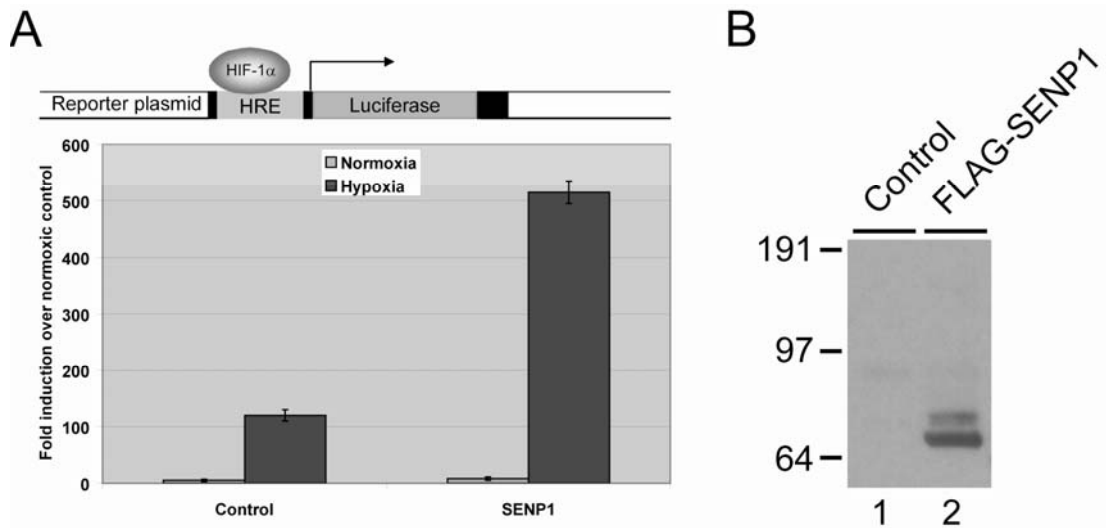 A
HIF-1α
Reporter plasmid HRE Luciferase
Fold induction over normoxic control
600
500
400
300
200
100
0
Normoxia
Hypoxia
Control SENP1
B
Control FLAG-SENP1
191
97
64
1 2